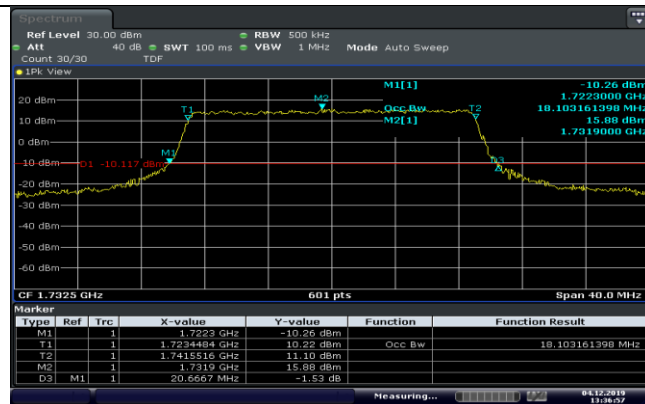 Spectrum
Ref Level 30.00 dBm RBW 500 kHz
Att 40 dB SWT 100 ms VBW 1 MHz Mode Auto Sweep
Count 30/30 TDF
1Pk View
M1[1] -10.26 dBm
1.7223000 GHz
20 dBm M2 Occ Bw 18.103161398 MHz
T1 T2
10 dBm M2[1] 15.88 dBm
1.7319000 GHz
0 dBm
M1
-10 dBm D1 -10.117 dBm D3
-20 dBm
-30 dBm
-40 dBm
-50 dBm
-60 dBm
CF 1.7325 GHz 601 pts Span 40.0 MHz
Marker
Type Ref Trc X-value Y-value Function Function Result
M1 1 1.7223 GHz -10.26 dBm
T1 1 1.7234484 GHz 10.22 dBm Occ Bw 18.103161398 MHz
T2 1 1.7415516 GHz 11.10 dBm
M2 1 1.7319 GHz 15.88 dBm
D3 M1 1 20.6667 MHz -1.53 dB
Measuring... 04.12.2019
13:36:57